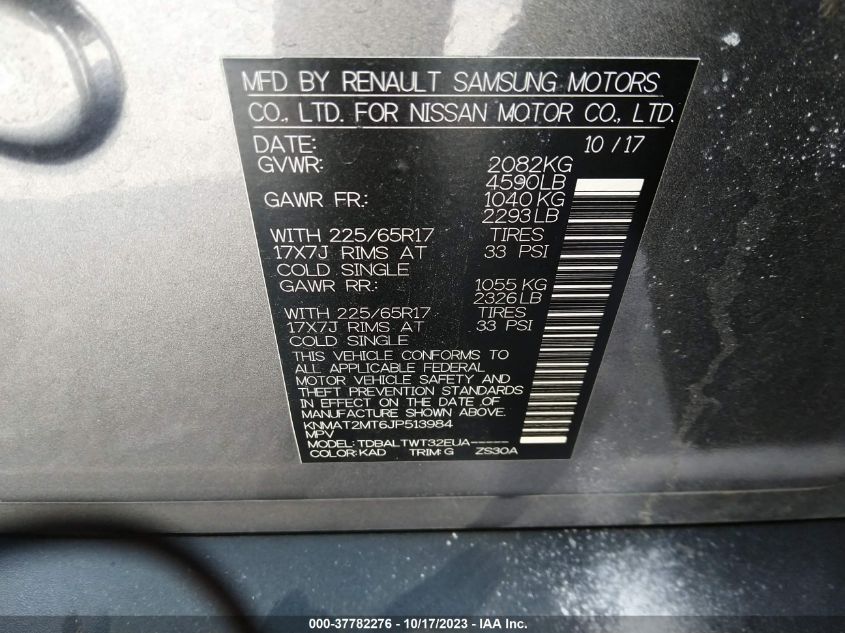 MFD BY RENAULT SAMSUNG MOTORS
CO., LTD. FOR NISSAN MOTOR CO., LTD.
DATE: 10 / 17
GVWR: 2082KG
4590LB
GAWR FR.: 1040 KG
2293 LB
WITH 225/65R17 TIRES
17X7J RIMS AT 33 PSI
COLD SINGLE
GAWR RR.: 1055 KG
2326 LB
WITH 225/65R17 TIRES
17X7J RIMS AT 33 PSI
COLD SINGLE
THIS VEHICLE CONFORMS TO
ALL APPLICABLE FEDERAL
MOTOR VEHICLE SAFETY AND
THEFT PREVENTION STANDARDS
IN EFFECT ON THE DATE OF
MANUFACTURE SHOWN ABOVE.
KNMAT2MT6JP513984
MPV
MODEL: TDBALTWT32EUA-----
COLOR: KAD TRIM: G ZS30A
000-37782276 - 10/17/2023 - IAA Inc.